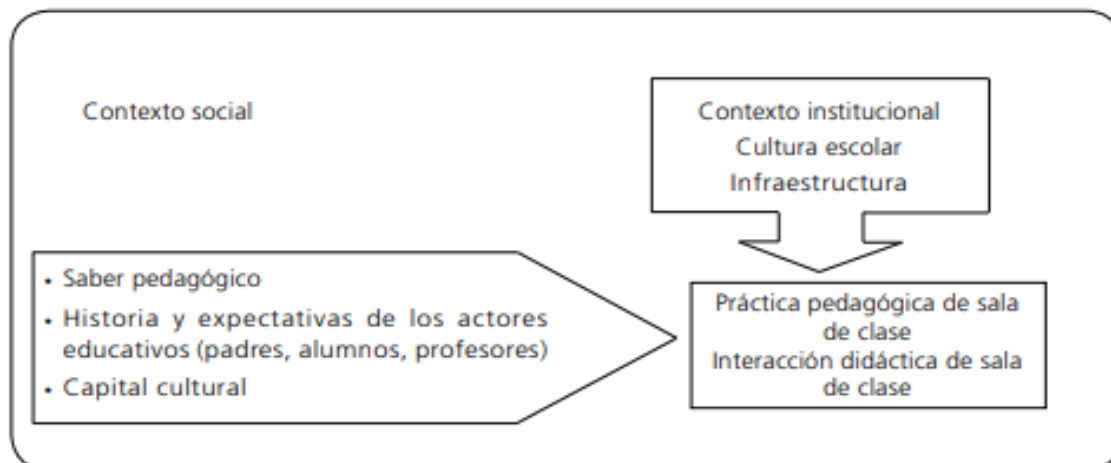 Contexto social
Contexto institucional
Cultura escolar
Infraestructura
• Saber pedagógico
• Historia y expectativas de los actores
educativos (padres, alumnos, profesores)
• Capital cultural
Práctica pedagógica de sala
de clase
Interacción didáctica de sala
de clase